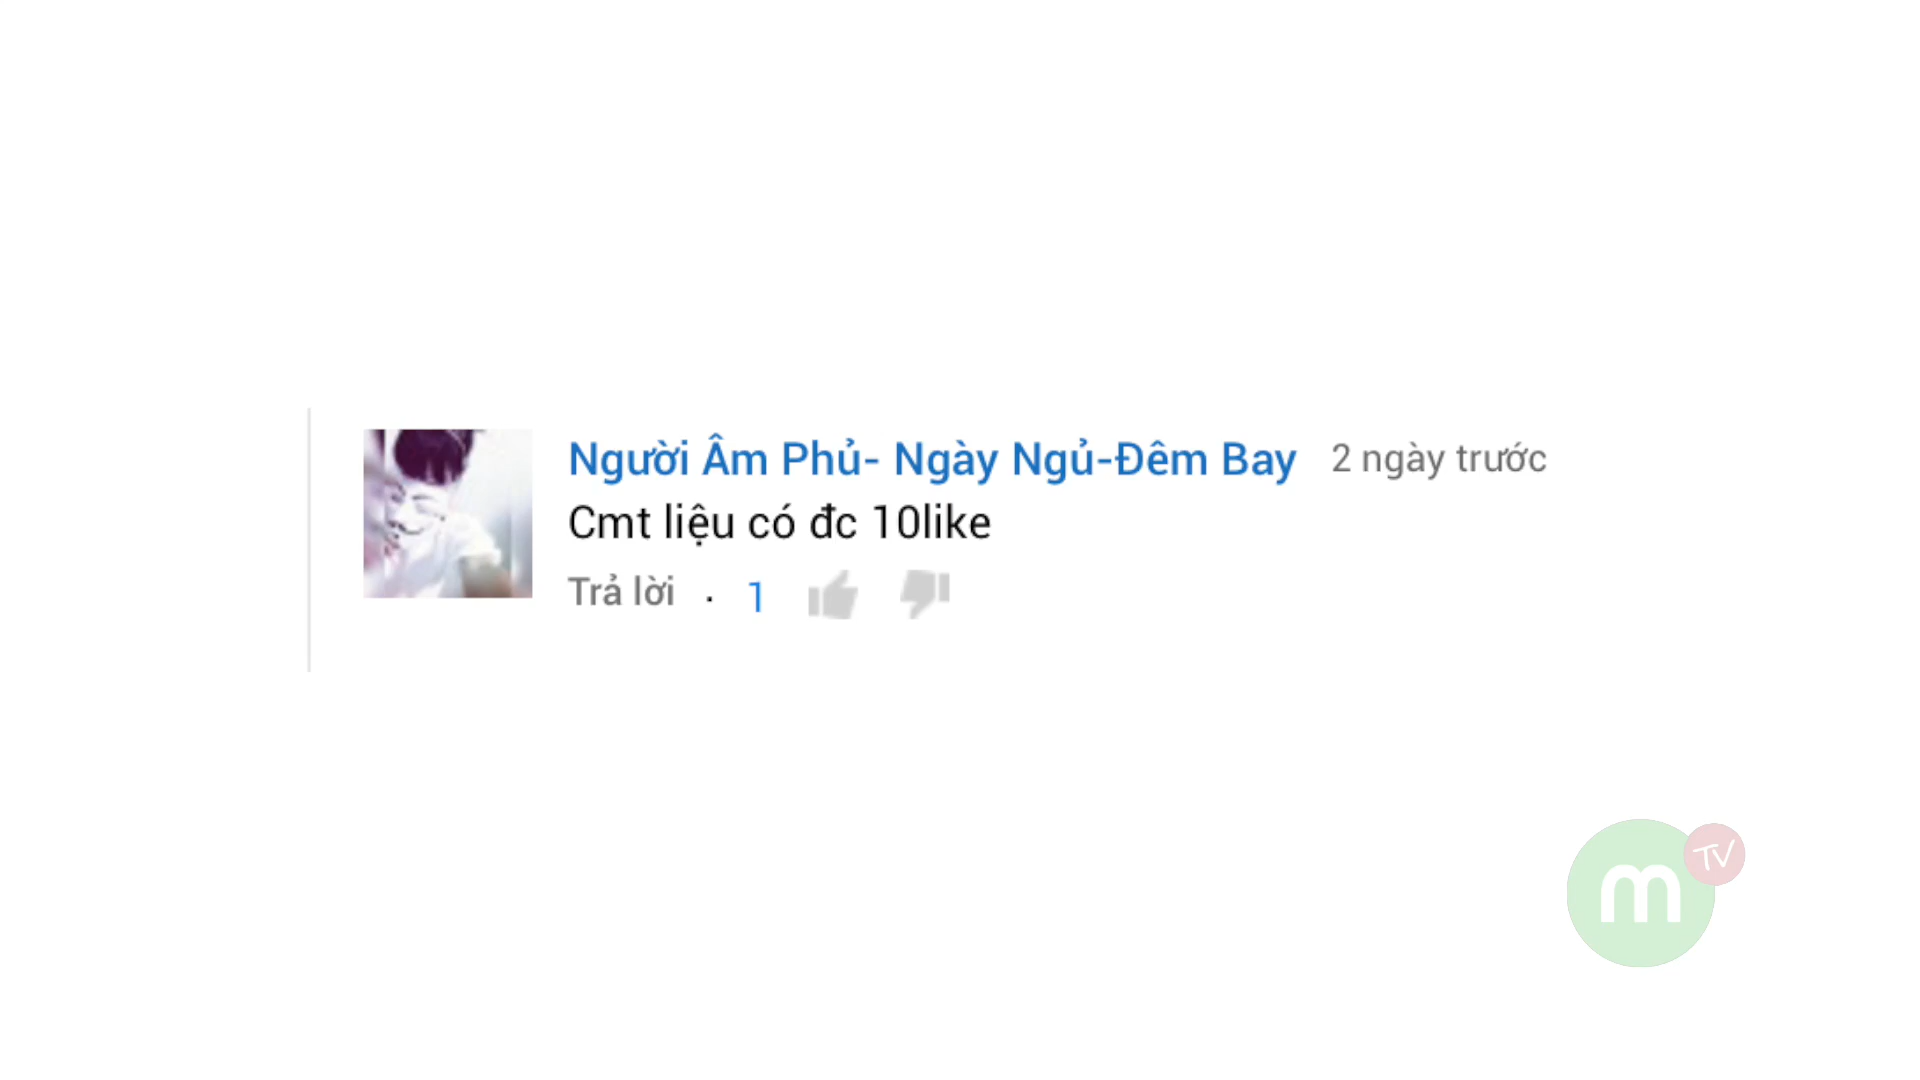 Người Âm Phủ- Ngày Ngủ-Đêm Bay 2 ngày trước
Cmt liệu có đc 10like
Trả lời · 1
m TV